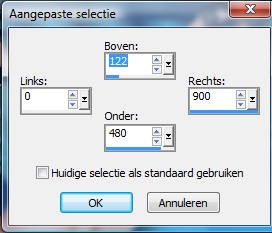 Aangepaste selectie
Boven:
122
Links:
0
Rechts:
900
Onder:
480
Huidige selectie als standaard gebruiken
OK
Annuleren